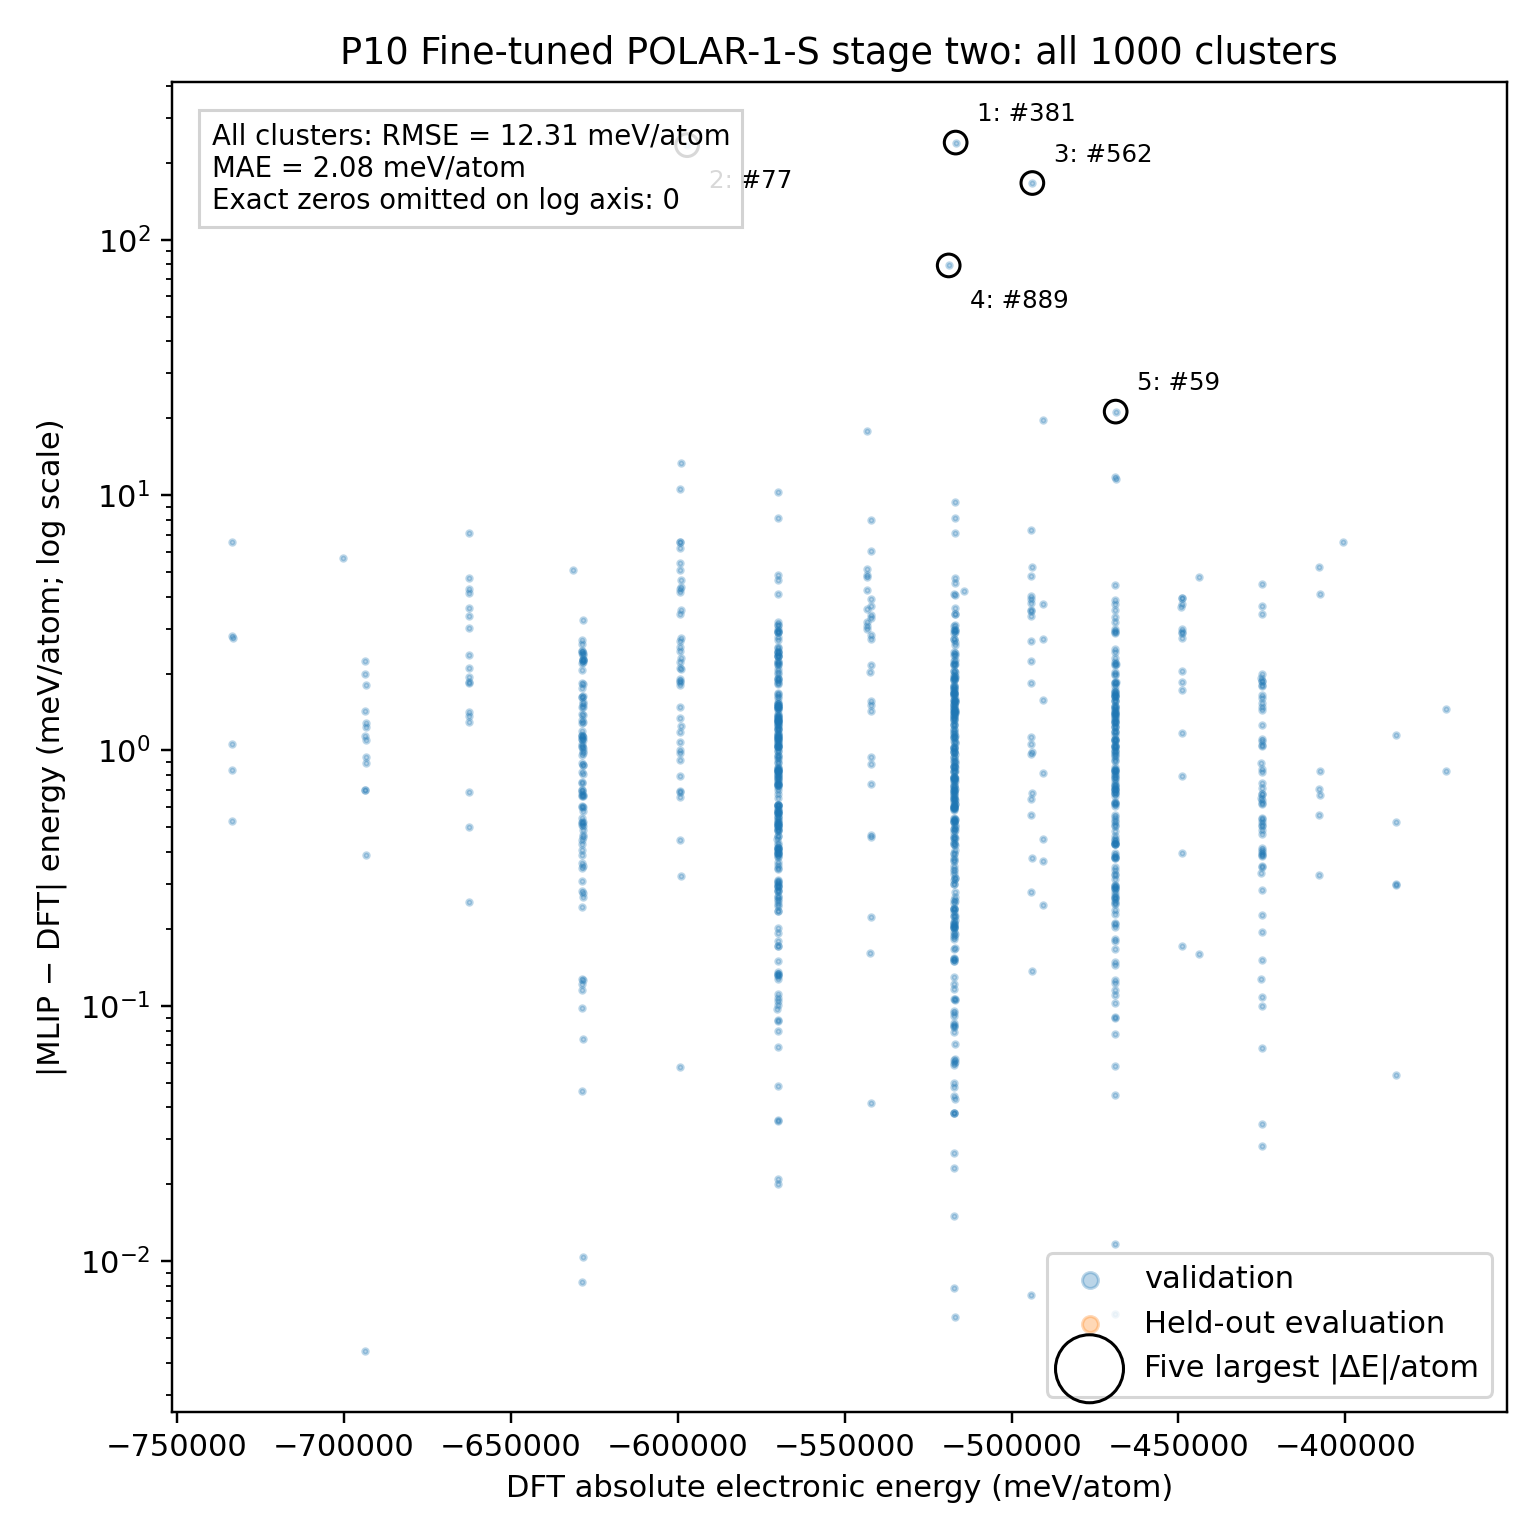 P10 Fine-tuned POLAR-1-S stage two: all 1000 clusters
All clusters: RMSE = 12.31 meV/atom
MAE = 2.08 meV/atom
Exact zeros omitted on log axis: 0
1: #381
2: #77
3: #562
4: #889
5: #59
|MLIP − DFT| energy (meV/atom; log scale)
10²
10¹
10⁰
10⁻¹
10⁻²
validation
Held-out evaluation
Five largest |ΔE|/atom
−750000 −700000 −650000 −600000 −550000 −500000 −450000 −400000
DFT absolute electronic energy (meV/atom)